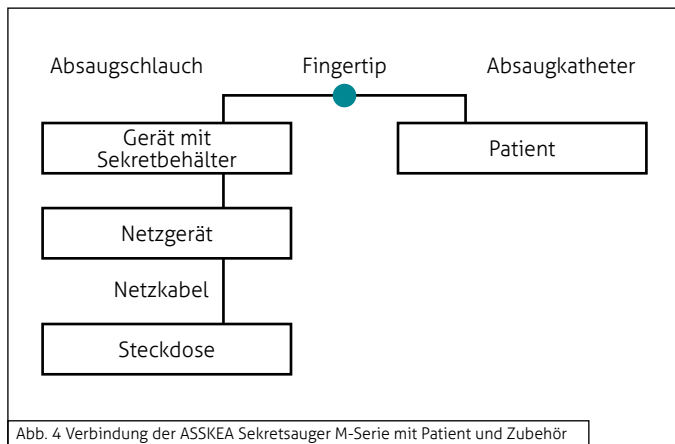 Absaugschlauch Fingertip Absaugkatheter
Gerät mit
Sekretbehälter
Patient
Netzgerät
Netzkabel
Steckdose
Abb. 4 Verbindung der ASSKEA Sekretsauger M-Serie mit Patient und Zubehör